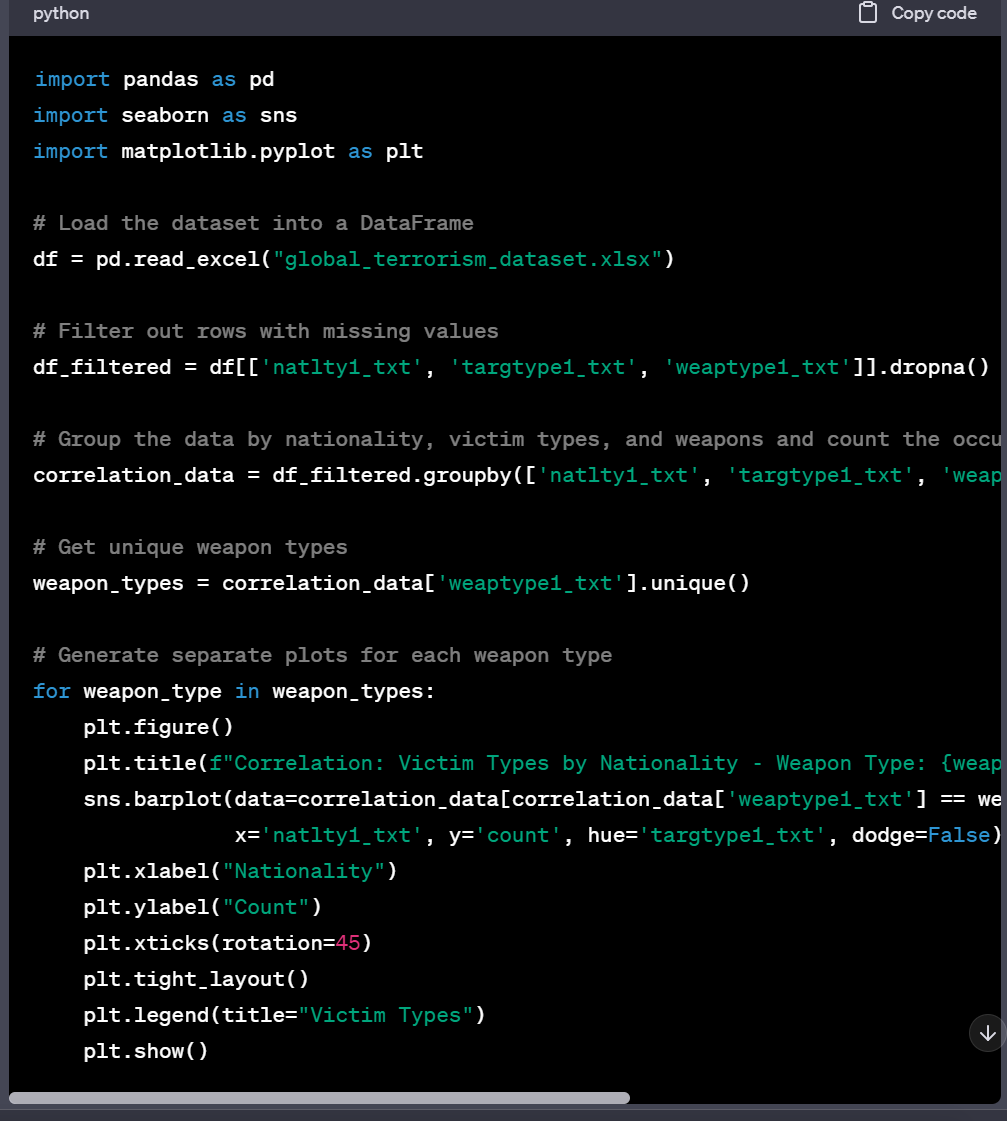 python
Copy code
import pandas as pd
import seaborn as sns
import matplotlib.pyplot as plt
# Load the dataset into a DataFrame
df = pd.read_excel("global_terrorism_dataset.xlsx")
# Filter out rows with missing values
df_filtered = df[['natlty1_txt', 'targtype1_txt', 'weaptype1_txt']].dropna()
# Group the data by nationality, victim types, and weapons and count the occu
correlation_data = df_filtered.groupby(['natlty1_txt', 'targtype1_txt', 'weap
# Get unique weapon types
weapon_types = correlation_data['weaptype1_txt'].unique()
# Generate separate plots for each weapon type
for weapon_type in weapon_types:
    plt.figure()
    plt.title(f"Correlation: Victim Types by Nationality - Weapon Type: {weap
    sns.barplot(data=correlation_data[correlation_data['weaptype1_txt'] == we
                x='natlty1_txt', y='count', hue='targtype1_txt', dodge=False)
    plt.xlabel("Nationality")
    plt.ylabel("Count")
    plt.xticks(rotation=45)
    plt.tight_layout()
    plt.legend(title="Victim Types")
    plt.show()